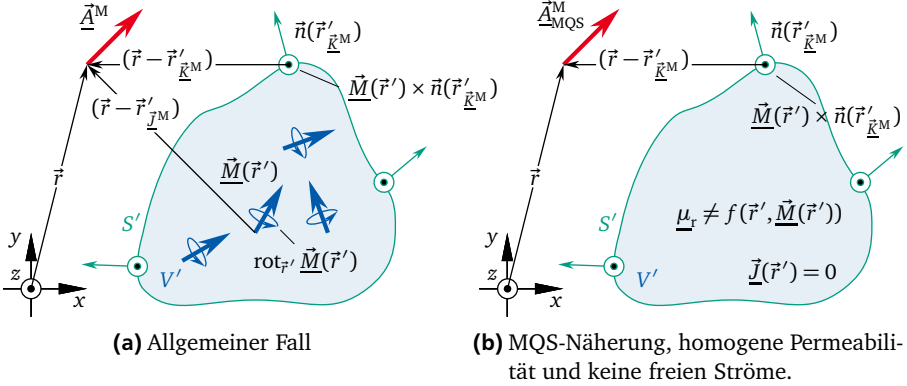 A⃗ᴹ
n⃗(r⃗′_K⃗ᴹ)
(r⃗ − r⃗′_K⃗ᴹ)
M⃗(r⃗′) × n⃗(r⃗′_K⃗ᴹ)
(r⃗ − r⃗′_J⃗ᴹ)
r⃗
M⃗(r⃗′)
S′
rot_r⃗′ M⃗(r⃗′)
V′
y
z
x
(a) Allgemeiner Fall
A⃗ᴹ_MQS
n⃗(r⃗′_K⃗ᴹ)
(r⃗ − r⃗′_K⃗ᴹ)
M⃗(r⃗′) × n⃗(r⃗′_K⃗ᴹ)
r⃗
μ_r ≠ f(r⃗′, M⃗(r⃗′))
S′
J⃗(r⃗′) = 0
V′
y
z
x
(b) MQS-Näherung, homogene Permeabili-
tät und keine freien Ströme.